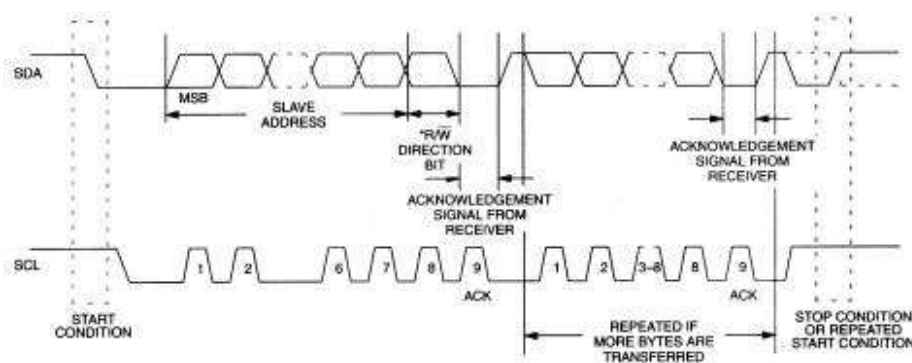 SDA
MSB
SLAVE
ADDRESS
*R/W
DIRECTION
BIT
ACKNOWLEDGEMENT
SIGNAL FROM
RECEIVER
ACKNOWLEDGEMENT
SIGNAL FROM
RECEIVER
SCL
1 2 6 7 8 9 1 2 3–8 8 9
ACK ACK
START
CONDITION
REPEATED IF
MORE BYTES ARE
TRANSFERRED
STOP CONDITION
OR REPEATED
START CONDITION